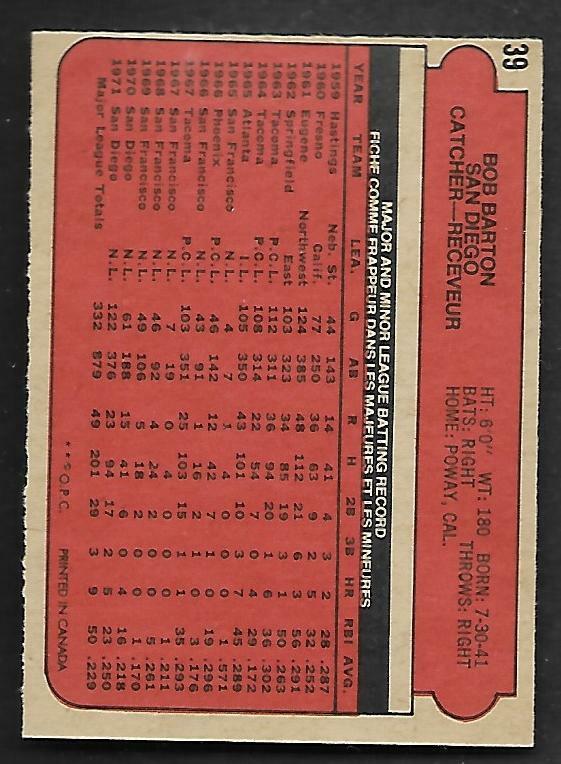 39
BOB BARTON
SAN DIEGO
CATCHER—RECEVEUR
HT: 6'0" WT: 180 BORN: 7-30-41
BATS: RIGHT THROWS: RIGHT
HOME: POWAY, CAL.
MAJOR AND MINOR LEAGUE BATTING RECORD
FICHE COMME FRAPPEUR DANS LES MAJEURES ET LES MINEURES
YEAR TEAM LEA. G AB R H 2B 3B HR RBI AVG.
1959 Hastings Neb. St. 44 143 14 41 4 3 2 28 .287
1960 Fresno Calif. 77 250 36 63 9 2 5 32 .252
1961 Eugene Northwest 124 385 48 112 21 6 3 56 .291
1962 Springfield East 103 323 34 85 19 3 1 50 .263
1963 Tacoma P.C.L. 112 311 36 94 20 1 6 36 .302
1964 Tacoma P.C.L. 108 314 22 54 7 0 4 29 .172
1965 Atlanta I.L. 105 350 43 101 10 3 7 45 .289
1965 San Francisco N.L. 4 7 1 4 0 0 0 1 .571
1966 Phoenix P.C.L. 46 142 12 42 7 1 0 19 .296
1966 San Francisco N.L. 43 91 1 16 2 1 0 3 .176
1967 Tacoma P.C.L. 103 351 25 103 15 1 1 35 .293
1967 San Francisco N.L. 7 19 0 4 0 0 0 1 .211
1968 San Francisco N.L. 46 92 4 24 2 0 0 5 .261
1969 San Francisco N.L. 49 106 5 18 2 0 0 1 .170
1970 San Diego N.L. 61 188 15 41 6 0 4 16 .218
1971 San Diego N.L. 122 376 23 94 17 2 5 23 .250
Major League Totals 332 879 49 201 29 3 9 50 .229
**© O.P.C. PRINTED IN CANADA